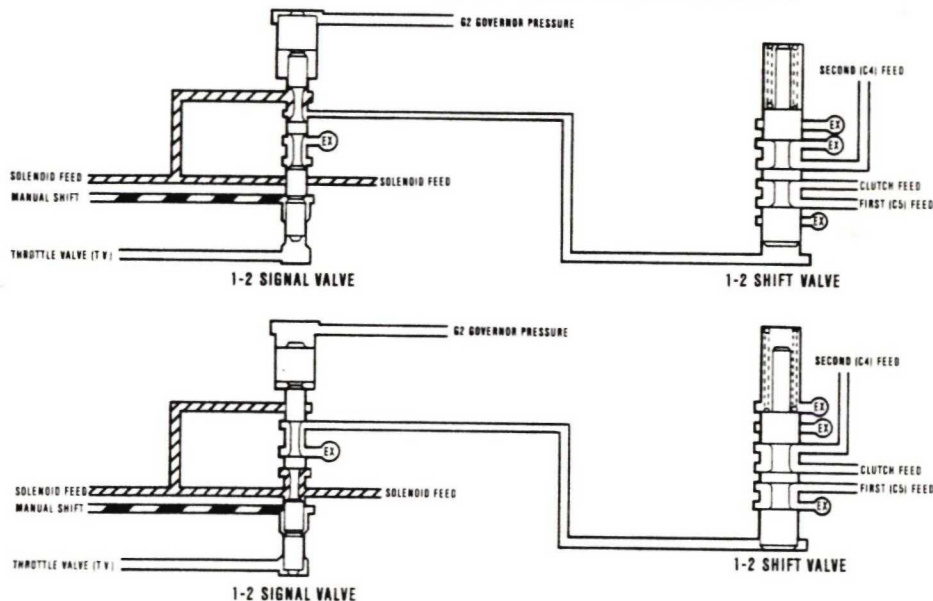 G2 GOVERNOR PRESSURE
SECOND (C4) FEED
EX
EX
EX
SOLENOID FEED
SOLENOID FEED
CLUTCH FEED
MANUAL SHIFT
FIRST (C5) FEED
EX
THROTTLE VALVE (T.V.)
1-2 SIGNAL VALVE
1-2 SHIFT VALVE
G2 GOVERNOR PRESSURE
SECOND (C4) FEED
EX
EX
EX
CLUTCH FEED
SOLENOID FEED
SOLENOID FEED
FIRST (C5) FEED
MANUAL SHIFT
EX
THROTTLE VALVE (T.V.)
1-2 SHIFT VALVE
1-2 SIGNAL VALVE